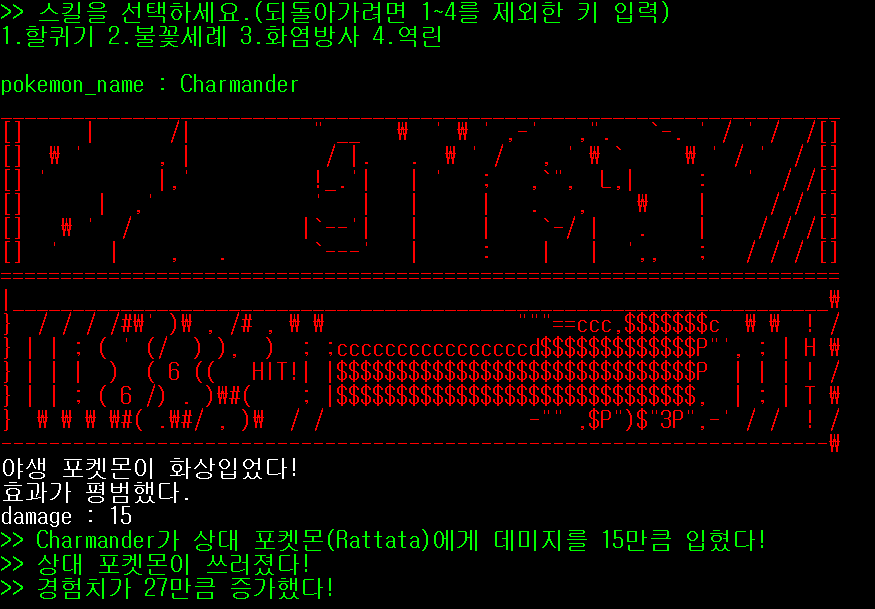 >> 스킬을 선택하세요.(되돌아가려면 1~4를 제외한 키 입력)
1.할퀴기 2.불꽃세례 3.화염방사 4.역린
pokemon_name : Charmander
HIT!
H
!
T
!
야생 포켓몬이 화상입었다!
효과가 평범했다.
damage : 15
>> Charmander가 상대 포켓몬(Rattata)에게 데미지를 15만큼 입혔다!
>> 상대 포켓몬이 쓰러졌다!
>> 경험치가 27만큼 증가했다!